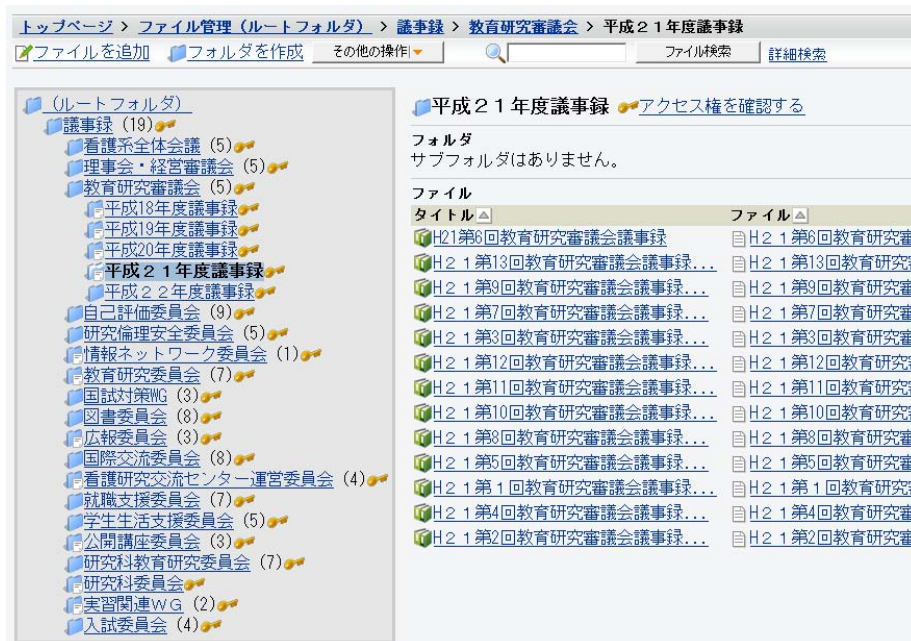 トップページ > ファイル管理（ルートフォルダ） > 議事録 > 教育研究審議会 > 平成２１年度議事録
ファイルを追加 フォルダを作成 その他の操作 ファイル検索 詳細検索
(ルートフォルダ)
議事録 (19)
看護系全体会議 (5)
理事会・経営審議会 (5)
教育研究審議会 (5)
平成18年度議事録
平成19年度議事録
平成20年度議事録
平成２１年度議事録
平成２２年度議事録
自己評価委員会 (9)
研究倫理安全委員会 (5)
情報ネットワーク委員会 (1)
教育研究委員会 (7)
国試対策WG (3)
図書委員会 (8)
広報委員会 (3)
国際交流委員会 (8)
看護研究交流センター運営委員会 (4)
就職支援委員会 (7)
学生生活支援委員会 (5)
公開講座委員会 (3)
研究科教育研究委員会 (7)
研究科委員会
実習関連ＷＧ (2)
入試委員会 (4)
平成２１年度議事録 アクセス権を確認する
フォルダ
サブフォルダはありません。
ファイル
タイトル ファイル
H21第6回教育研究審議会議事録 Ｈ２１第6回教育研究審
Ｈ２１第13回教育研究審議会議事録... Ｈ２１第13回教育研究
Ｈ２１第9回教育研究審議会議事録... Ｈ２１第9回教育研究審
Ｈ２１第7回教育研究審議会議事録... Ｈ２１第7回教育研究審
Ｈ２１第3回教育研究審議会議事録... Ｈ２１第3回教育研究審
Ｈ２１第12回教育研究審議会議事録... Ｈ２１第12回教育研究
Ｈ２１第11回教育研究審議会議事録... Ｈ２１第11回教育研究
Ｈ２１第10回教育研究審議会議事録... Ｈ２１第10回教育研究
Ｈ２１第8回教育研究審議会議事録... Ｈ２１第8回教育研究審
Ｈ２１第5回教育研究審議会議事録... Ｈ２１第5回教育研究審
Ｈ２１第１回教育研究審議会議事録... Ｈ２１第１回教育研究
Ｈ２１第4回教育研究審議会議事録... Ｈ２１第4回教育研究審
Ｈ２１第2回教育研究審議会議事録... Ｈ２１第2回教育研究審